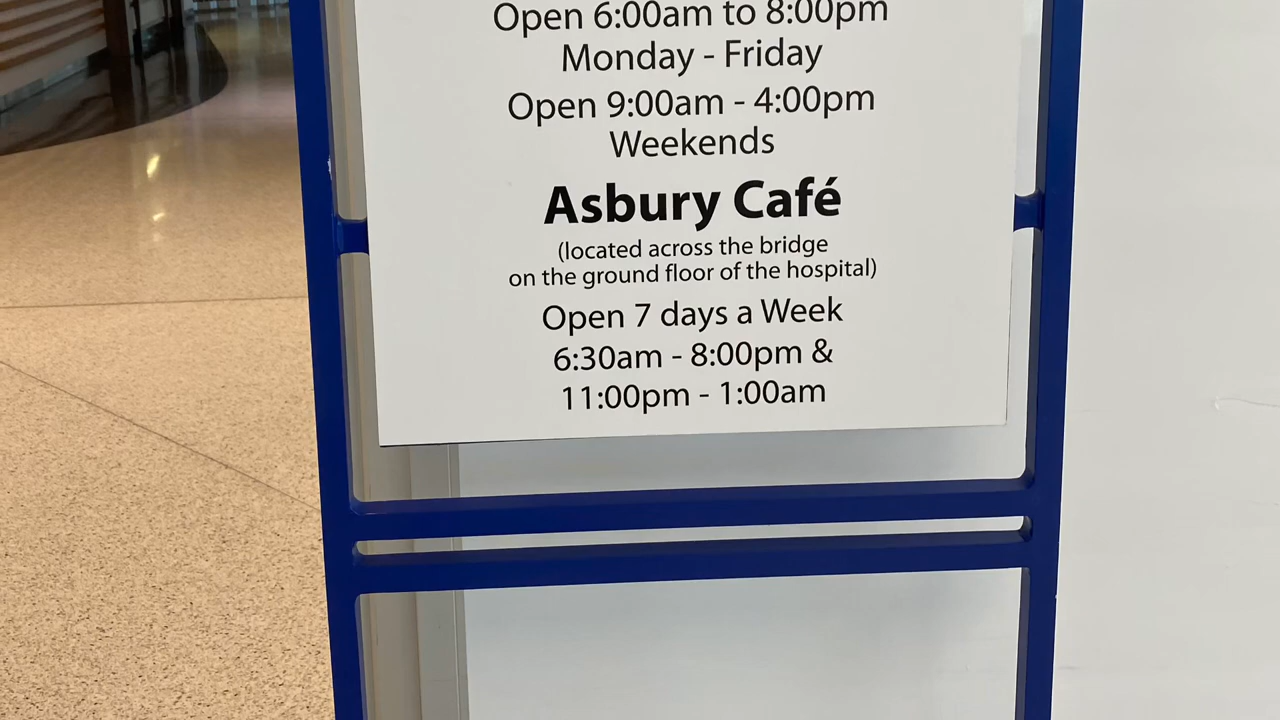 Open 6:00am to 8:00pm
Monday - Friday
Open 9:00am - 4:00pm
Weekends
Asbury Café
(located across the bridge
on the ground floor of the hospital)
Open 7 days a Week
6:30am - 8:00pm &
11:00pm - 1:00am